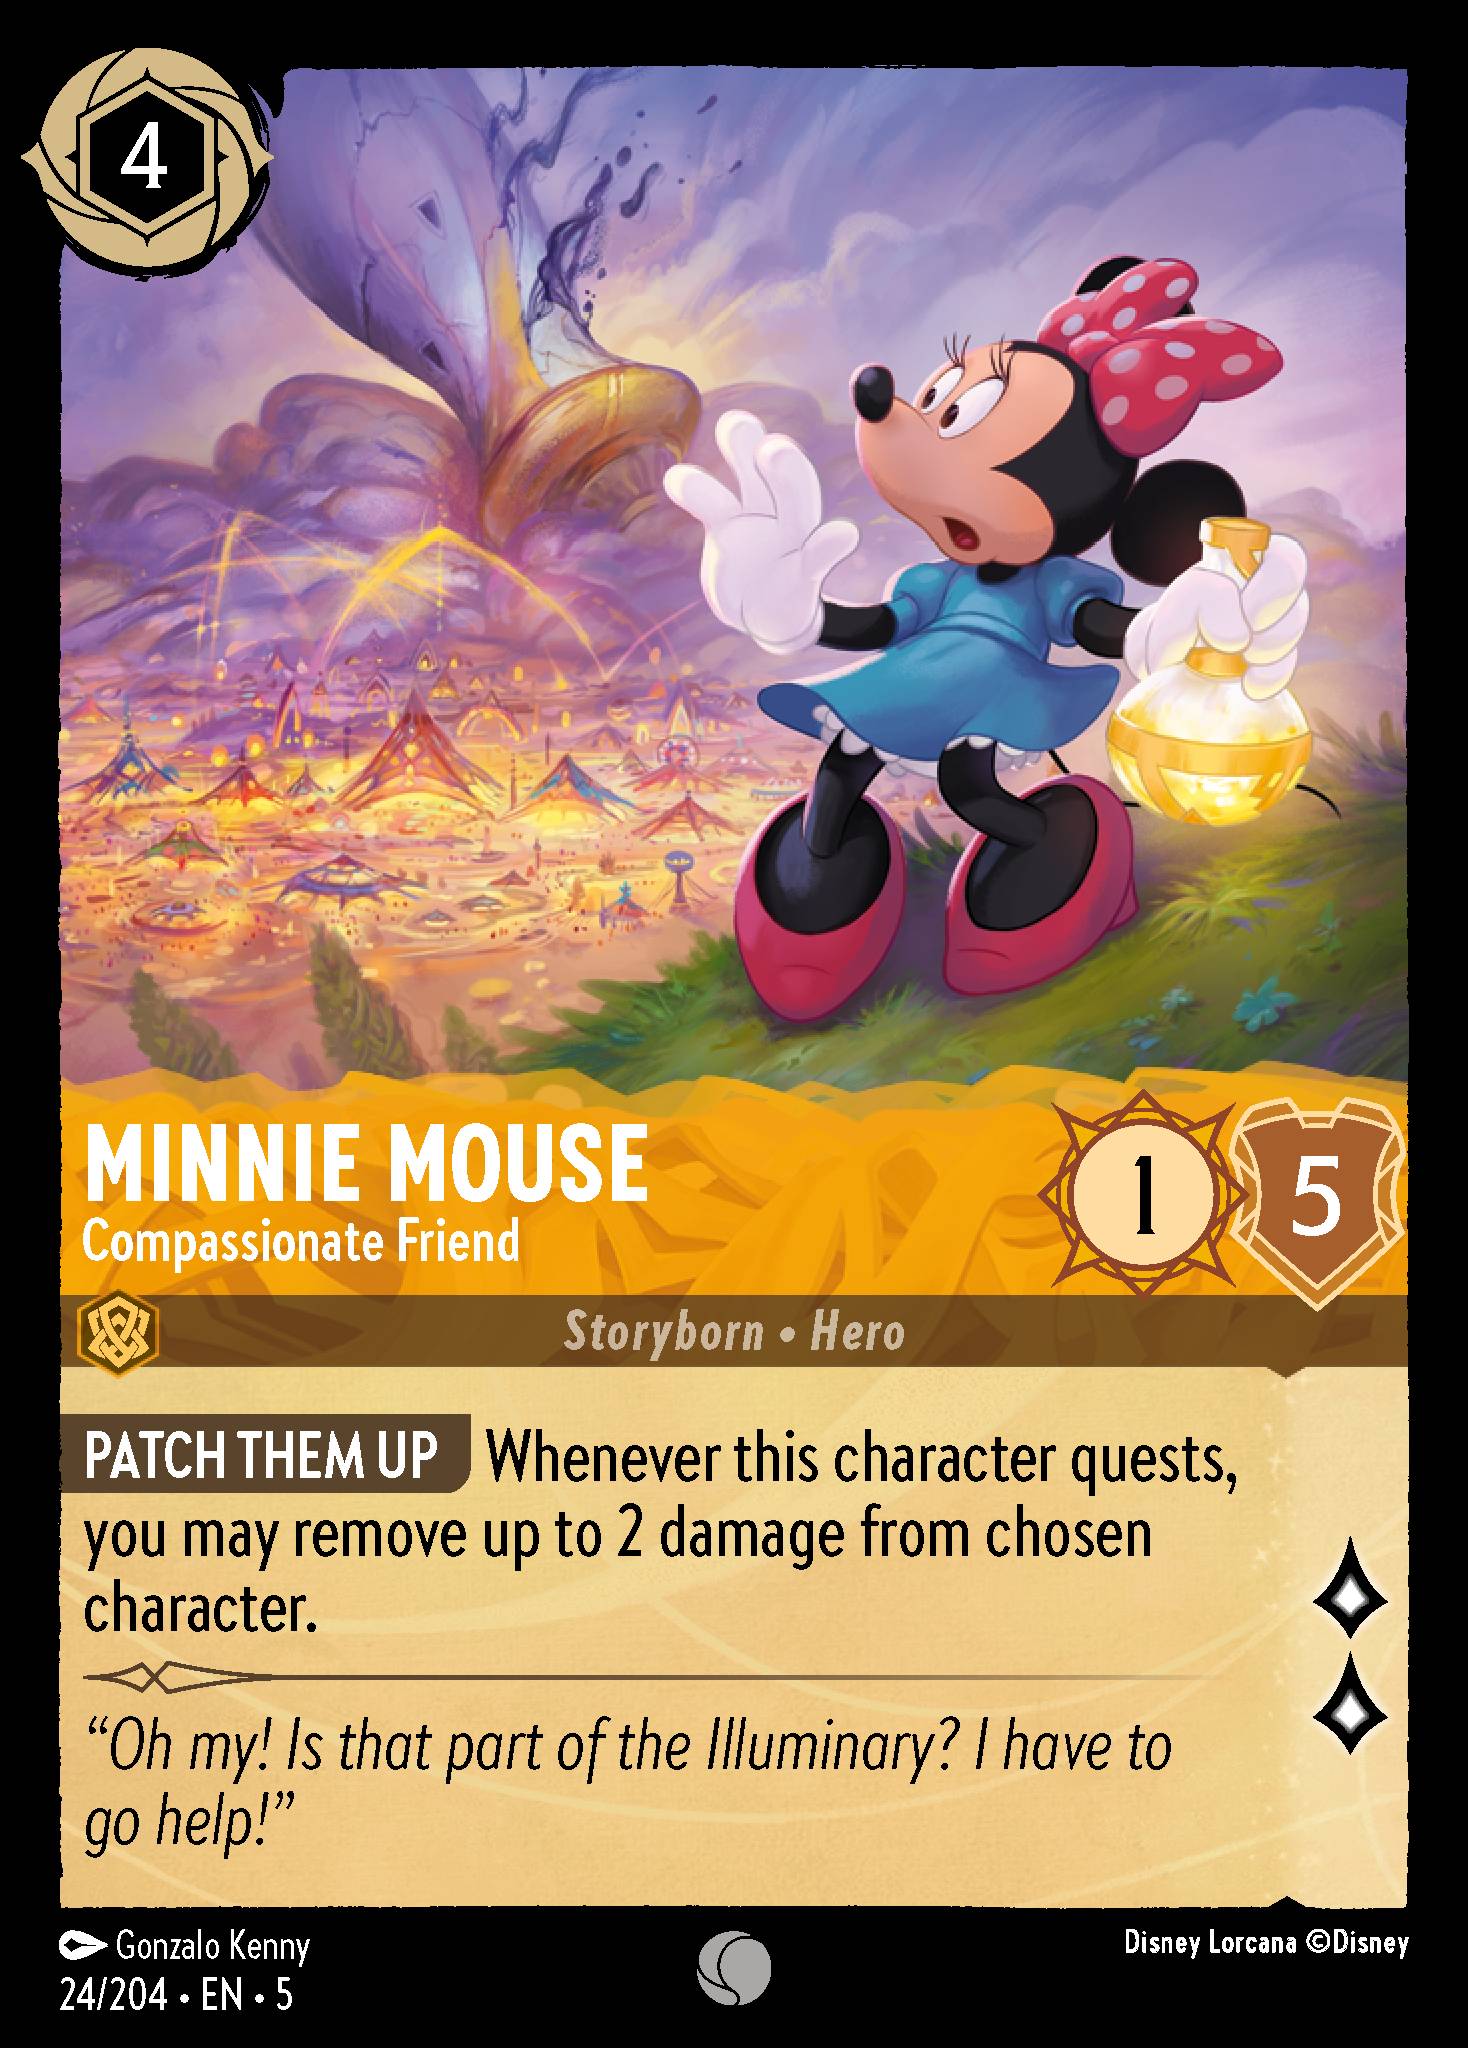 4
MINNIE MOUSE
Compassionate Friend
1
5
Storyborn • Hero
PATCH THEM UP Whenever this character quests,
you may remove up to 2 damage from chosen
character.
“Oh my! Is that part of the Illuminary? I have to
go help!”
Gonzalo Kenny
24/204 • EN • 5
Disney Lorcana ©Disney